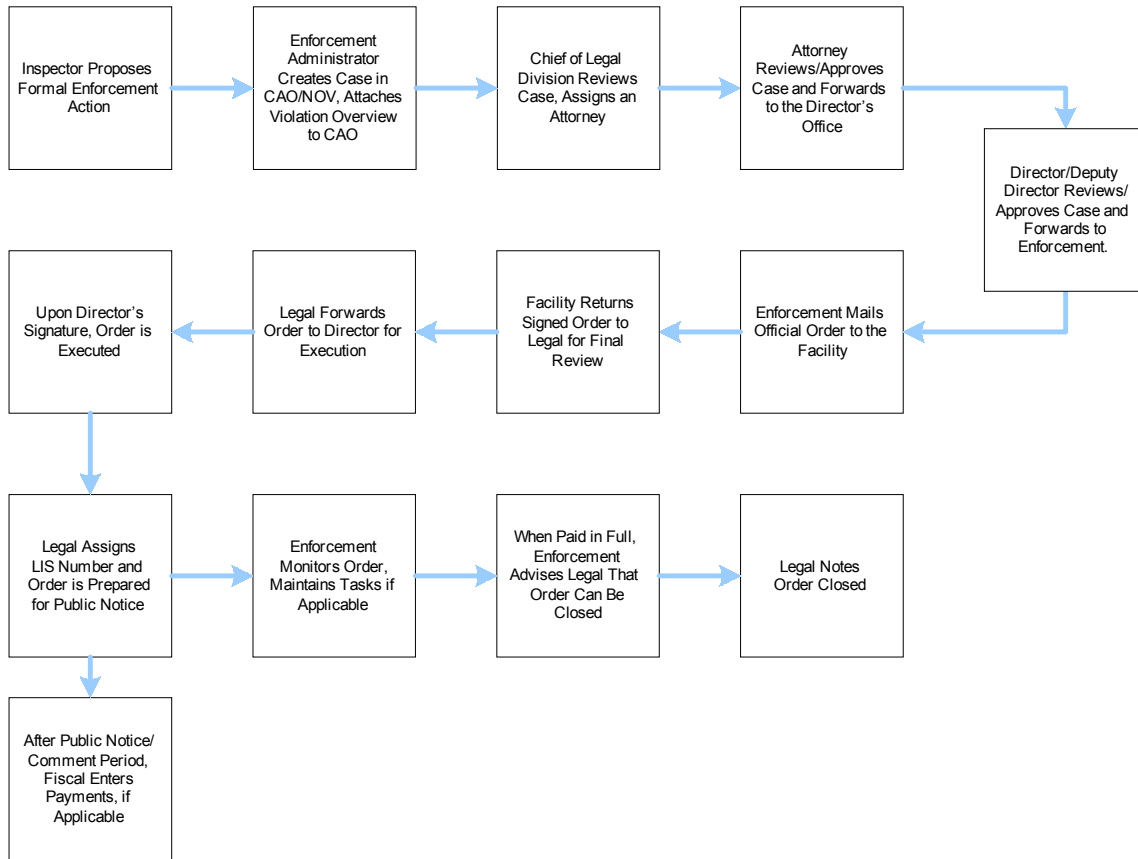 Inspector Proposes
Formal Enforcement
Action
Enforcement
Administrator
Creates Case in
CAO/NOV, Attaches
Violation Overview
to CAO
Chief of Legal
Division Reviews
Case, Assigns an
Attorney
Attorney
Reviews/Approves
Case and Forwards
to the Director's
Office
Director/Deputy
Director Reviews/
Approves Case and
Forwards to
Enforcement.
Enforcement Mails
Official Order to the
Facility
Facility Returns
Signed Order to
Legal for Final
Review
Legal Forwards
Order to Director for
Execution
Upon Director's
Signature, Order is
Executed
Legal Assigns
LIS Number and
Order is Prepared
for Public Notice
Enforcement
Monitors Order,
Maintains Tasks if
Applicable
When Paid in Full,
Enforcement
Advises Legal That
Order Can Be
Closed
Legal Notes
Order Closed
After Public Notice/
Comment Period,
Fiscal Enters
Payments, if
Applicable